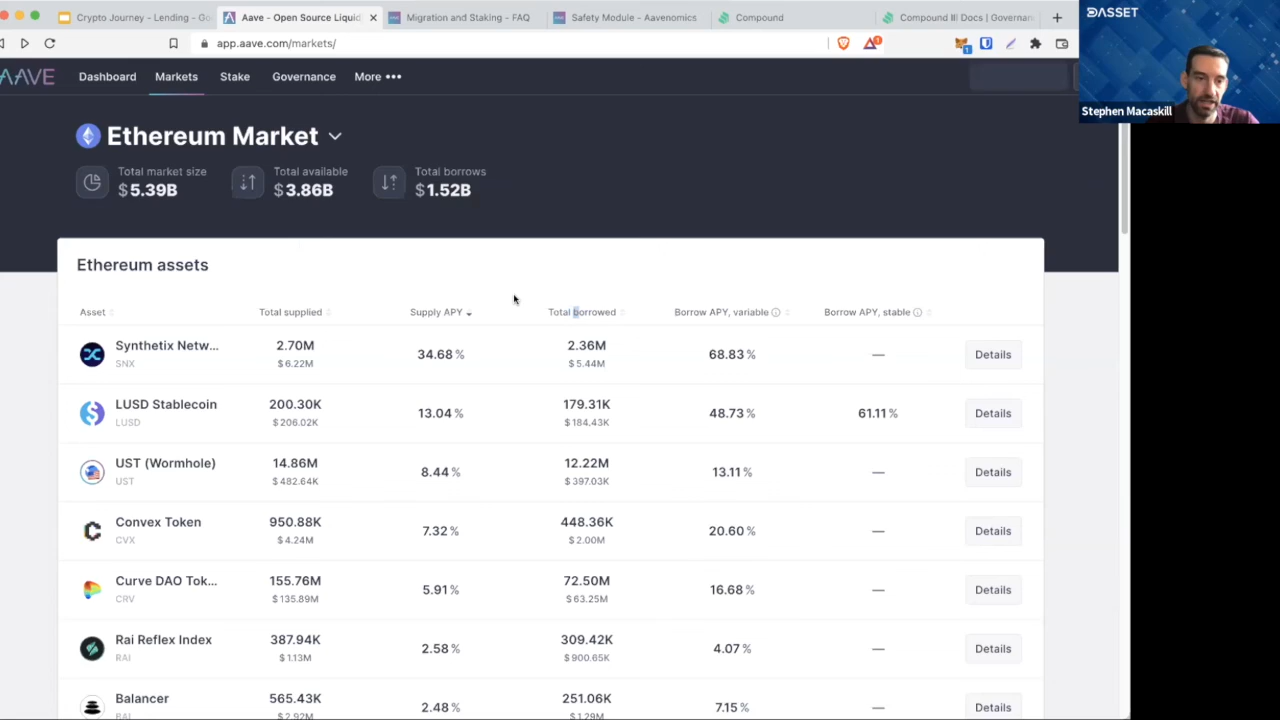 Crypto Journey - Lending - Go
Aave - Open Source Liquid
Migration and Staking - FAQ
Safety Module - Aavenomics
Compound
Compound III Docs | Governan
app.aave.com/markets/
1
1
DASSET
Stephen Macaskill
AAVE
Dashboard
Markets
Stake
Governance
More
Ethereum Market
Total market size
$5.39B
Total available
$3.86B
Total borrows
$1.52B
Ethereum assets
Asset
Total supplied
Supply APY
Total borrowed
Borrow APY, variable
Borrow APY, stable
Synthetix Netw...
SNX
2.70M
$6.22M
34.68%
2.36M
$5.44M
68.83%
—
Details
LUSD Stablecoin
LUSD
200.30K
$206.02K
13.04%
179.31K
$184.43K
48.73%
61.11%
Details
UST (Wormhole)
UST
14.86M
$482.64K
8.44%
12.22M
$397.03K
13.11%
—
Details
Convex Token
CVX
950.88K
$4.24M
7.32%
448.36K
$2.00M
20.60%
—
Details
Curve DAO Tok...
CRV
155.76M
$135.89M
5.91%
72.50M
$63.25M
16.68%
—
Details
Rai Reflex Index
RAI
387.94K
$1.13M
2.58%
309.42K
$900.65K
4.07%
—
Details
Balancer
BAL
565.43K
$2.92M
2.48%
251.06K
$1.29M
7.15%
—
Details